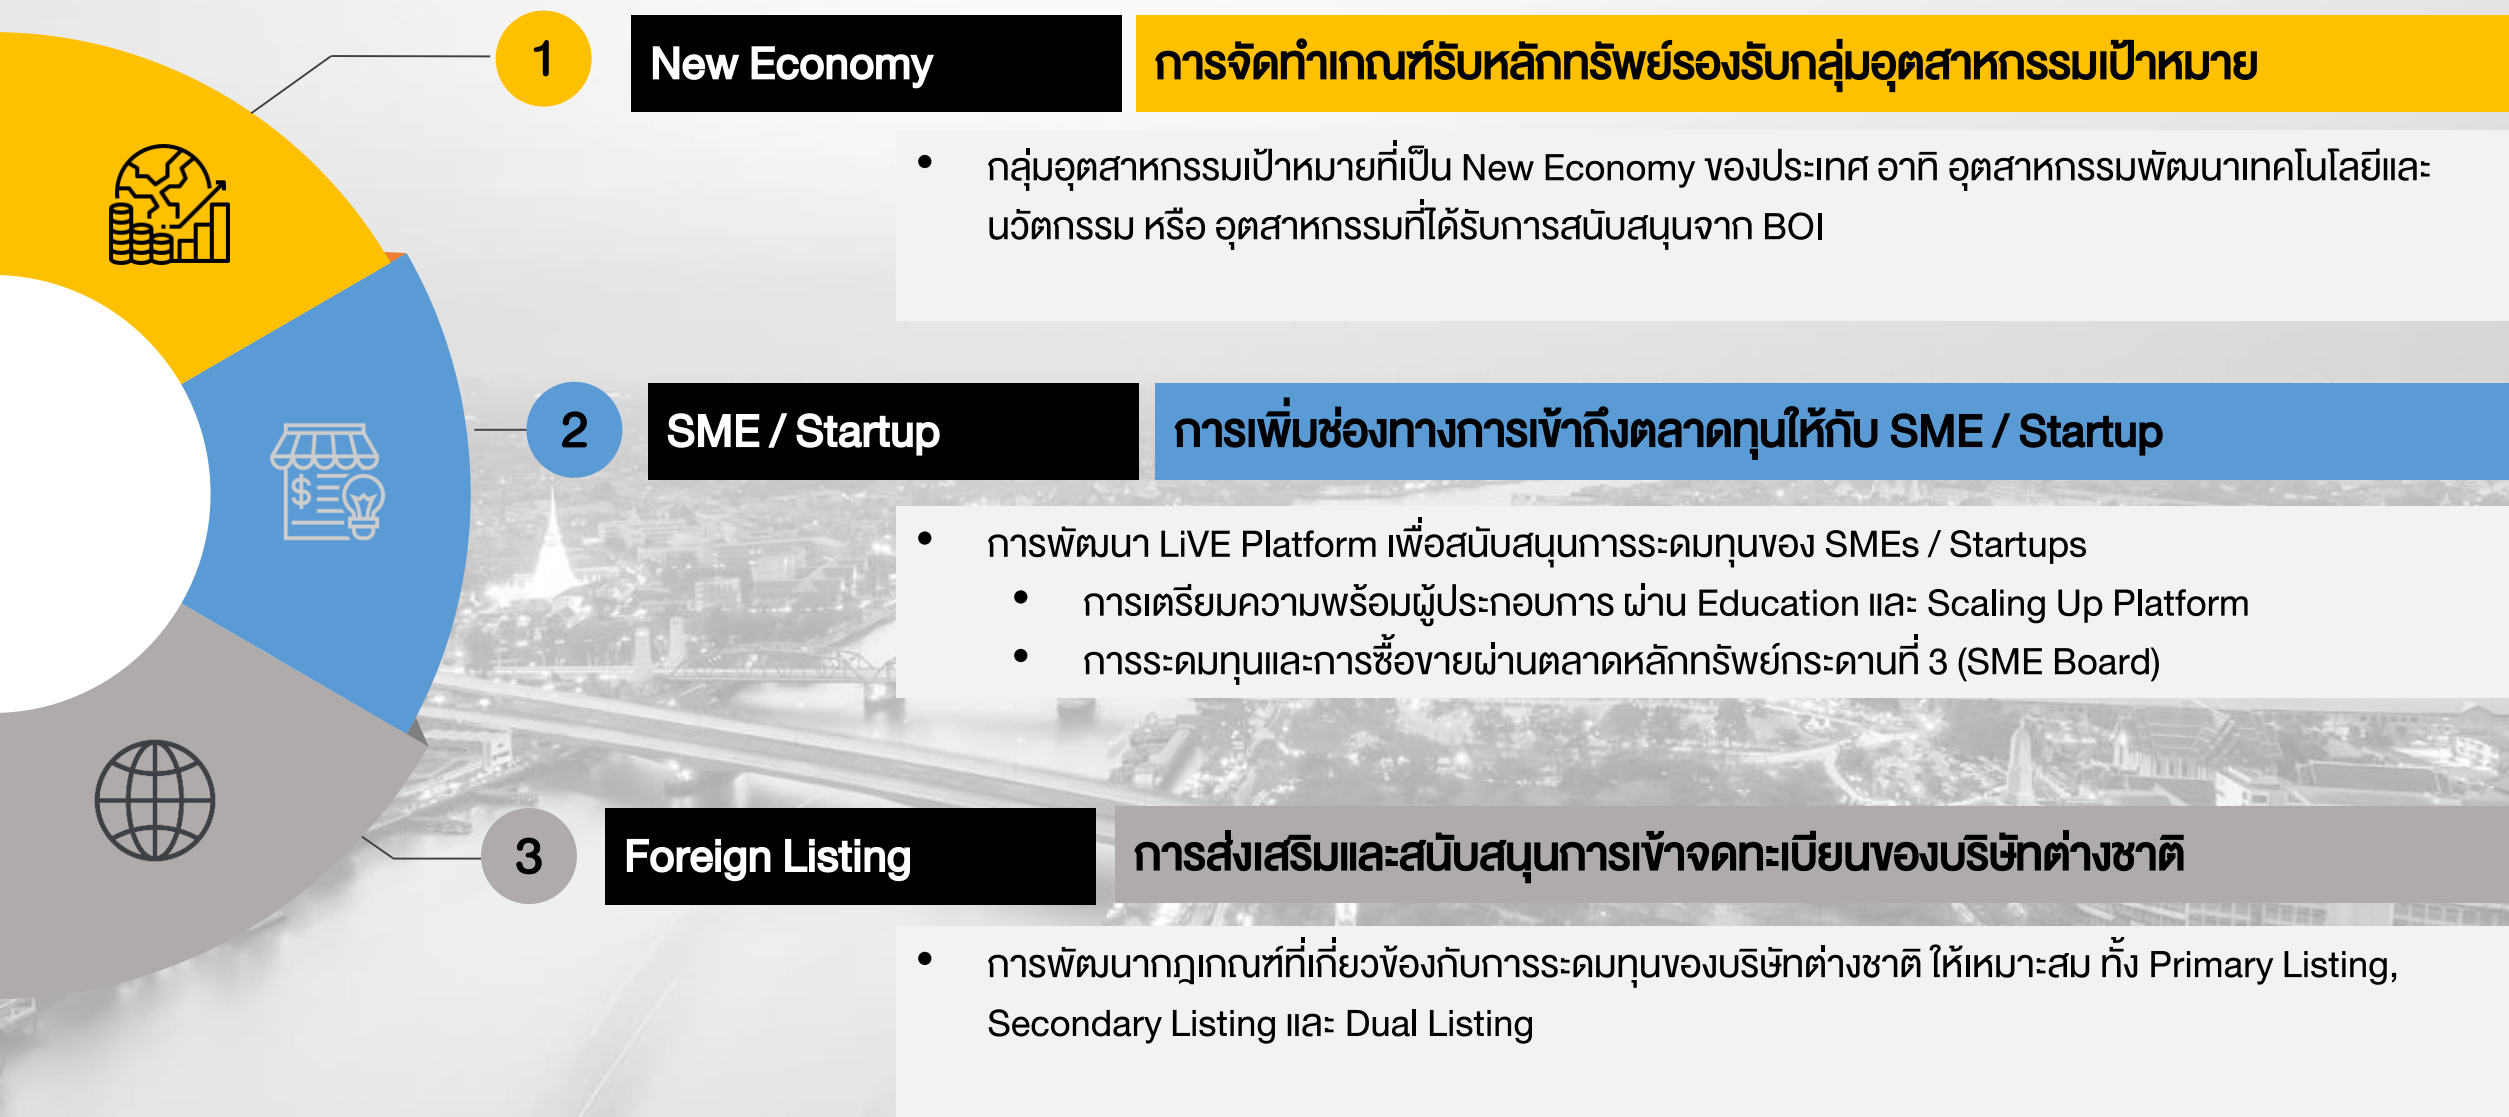 1
New Economy
การจัดทำเกณฑ์รับหลักทรัพย์รองรับกลุ่มอุตสาหกรรมเป้าหมาย
• กลุ่มอุตสาหกรรมเป้าหมายที่เป็น New Economy ของประเทศ อาทิ อุตสาหกรรมพัฒนาเทคโนโลยีและ
นวัตกรรม หรือ อุตสาหกรรมที่ได้รับการสนับสนุนจาก BOI
2
SME / Startup
การเพิ่มช่องทางการเข้าถึงตลาดทุนให้กับ SME / Startup
• การพัฒนา LiVE Platform เพื่อสนับสนุนการระดมทุนของ SMEs / Startups
• การเตรียมความพร้อมผู้ประกอบการ ผ่าน Education และ Scaling Up Platform
• การระดมทุนและการซื้อขายผ่านตลาดหลักทรัพย์กระดานที่ 3 (SME Board)
3
Foreign Listing
การส่งเสริมและสนับสนุนการเข้าจดทะเบียนของบริษัทต่างชาติ
• การพัฒนากฎเกณฑ์ที่เกี่ยวข้องกับการระดมทุนของบริษัทต่างชาติ ให้เหมาะสม ทั้ง Primary Listing,
Secondary Listing และ Dual Listing